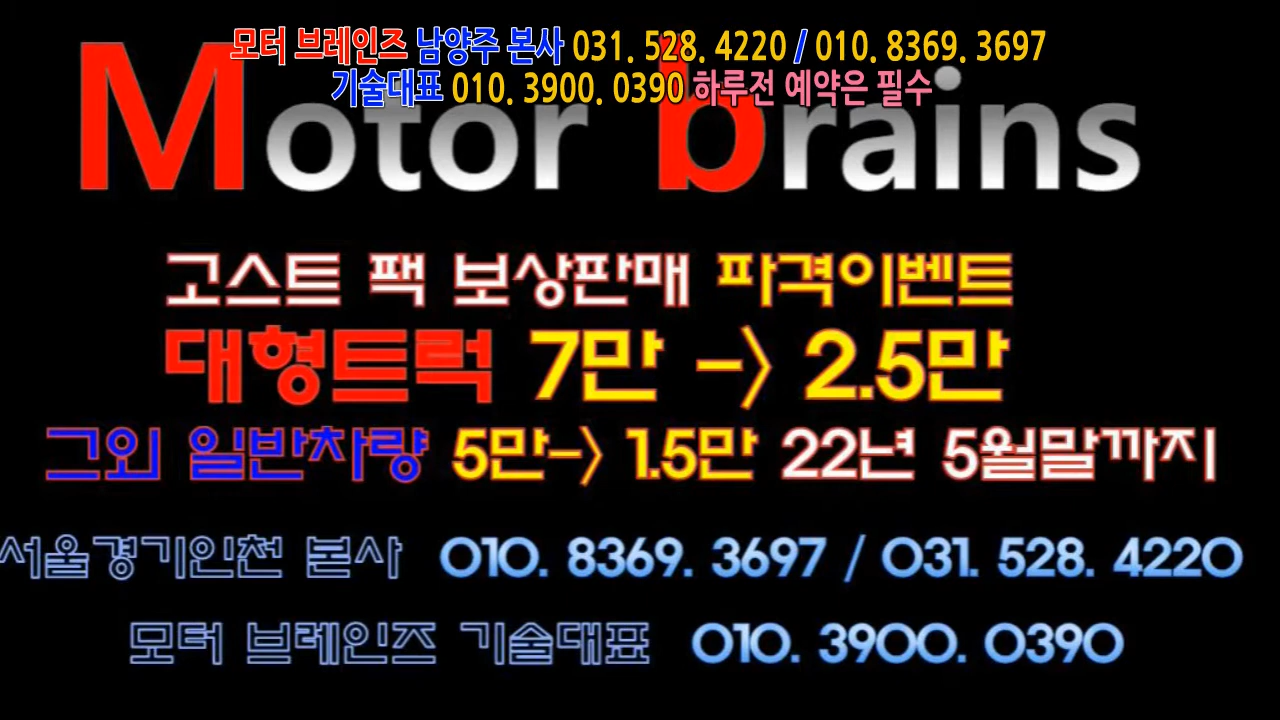 모터 브레인즈 남양주 본사 031. 528. 4220 / 010. 8369. 3697
기술대표 010. 3900. 0390 하루전 예약은 필수
Motor brains
고스트 팩 보상판매 파격이벤트
대형트럭 7만 -> 2.5만
그외 일반차량 5만-> 1.5만 22년 5월말까지
서울경기인천 본사 010. 8369. 3697 / 031. 528. 4220
모터 브레인즈 기술대표 010. 3900. 0390